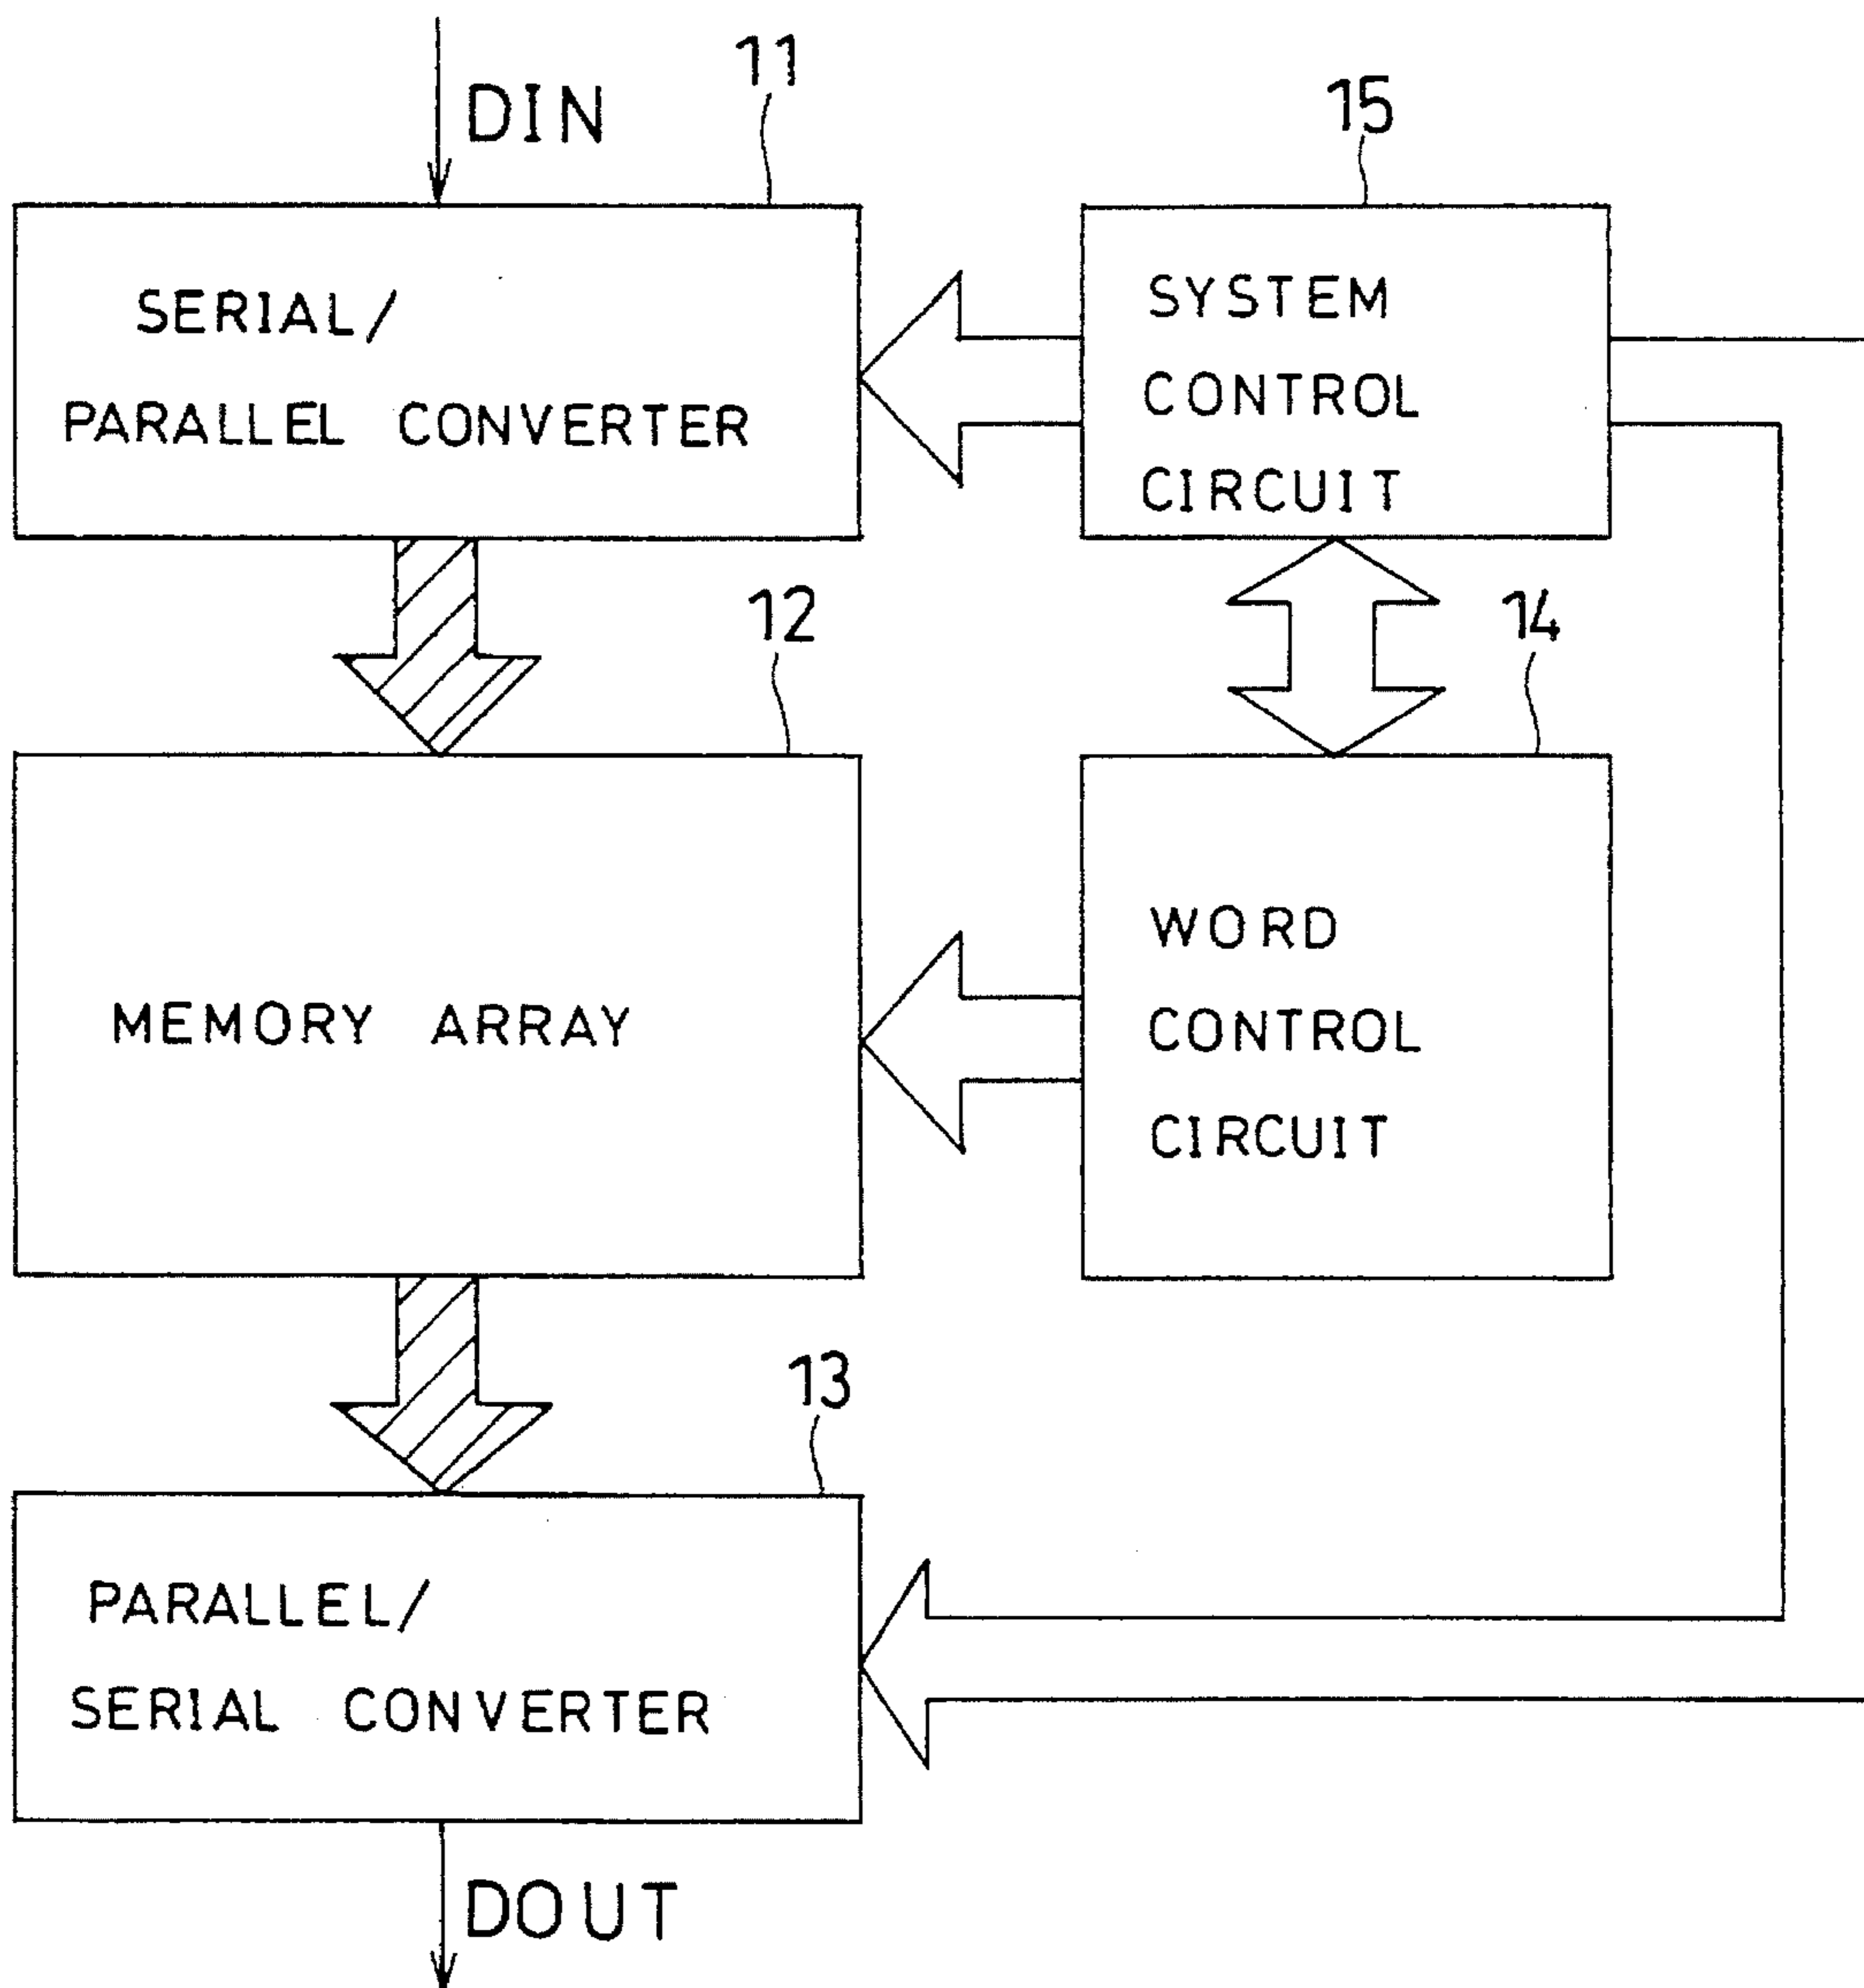 DIN
11
SERIAL/
PARALLEL CONVERTER
15
SYSTEM
CONTROL
CIRCUIT
12
MEMORY ARRAY
14
WORD
CONTROL
CIRCUIT
13
PARALLEL/
SERIAL CONVERTER
DOUT